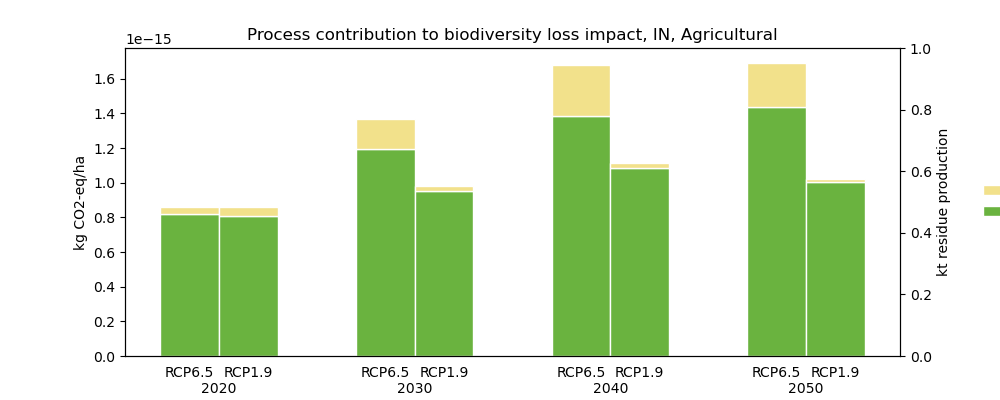 Process contribution to biodiversity loss impact, IN, Agricultural
1e−15
1.6
1.4
1.2
1.0
0.8
0.6
0.4
0.2
0.0
kg CO2-eq/ha
1.0
0.8
0.6
0.4
0.2
0.0
kt residue production
RCP6.5 RCP1.9 RCP6.5 RCP1.9 RCP6.5 RCP1.9 RCP6.5 RCP1.9
2020 2030 2040 2050